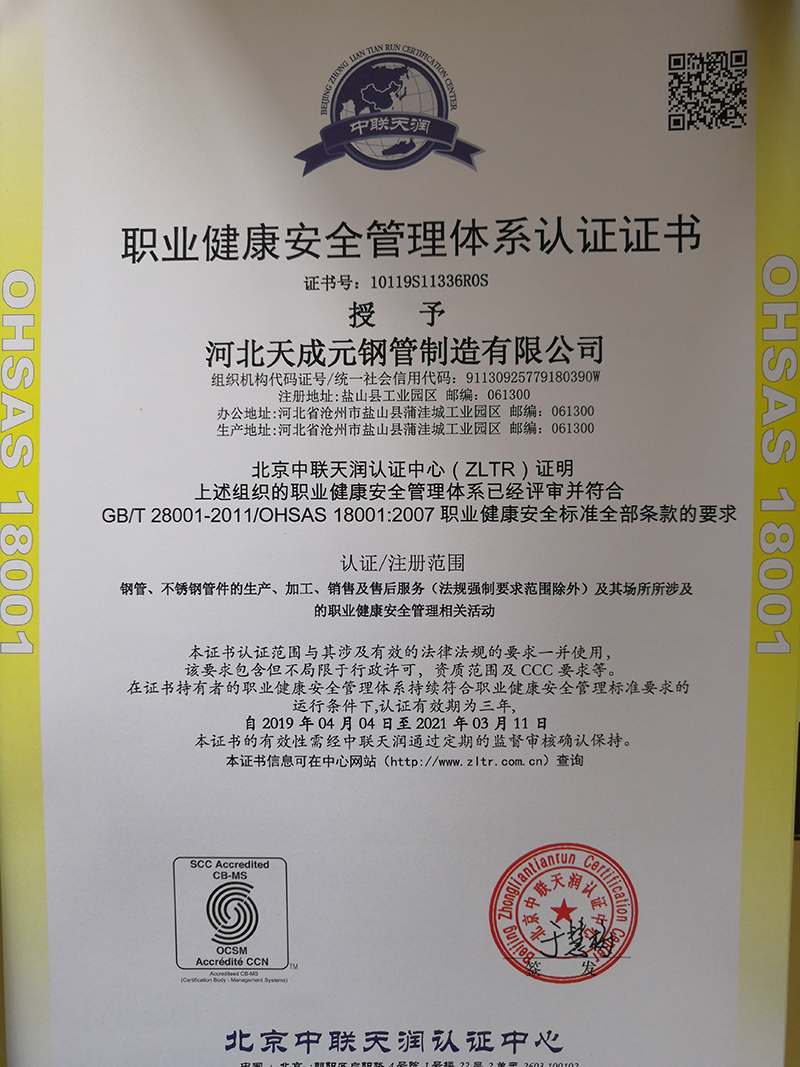 BEIJING ZHONG LIAN TIAN RUN CERTIFICATION CENTER
中联天润
职业健康安全管理体系认证证书
证书号：10119S11336R0S
授 予
河北天成元钢管制造有限公司
组织机构代码证号/统一社会信用代码：91130925779180390W
注册地址:盐山县工业园区 邮编：061300
办公地址:河北省沧州市盐山县蒲洼城工业园区 邮编：061300
生产地址:河北省沧州市盐山县蒲洼城工业园区 邮编：061300
北京中联天润认证中心（ZLTR）证明
上述组织的职业健康安全管理体系已经评审并符合
GB/T 28001-2011/OHSAS 18001:2007 职业健康安全标准全部条款的要求
认证/注册范围
钢管、不锈钢管件的生产、加工、销售及售后服务（法规强制要求范围除外）及其场所所涉及
的职业健康安全管理相关活动
本证书认证范围与其涉及有效的法律法规的要求一并使用，
该要求包含但不局限于行政许可，资质范围及 CCC 要求等。
在证书持有者的职业健康安全管理体系持续符合职业健康安全管理标准要求的
运行条件下,认证有效期为三年,
自 2019 年 04 月 04 日至 2021 年 03 月 11 日
本证书的有效性需经中联天润通过定期的监督审核确认保持。
本证书信息可在中心网站（http://www.zltr.com.cn）查询
OHSAS 18001
OHSAS 18001
SCC Accredited
CB-MS
OCSM
Accrédité CCN
TM
Accredited CB-MS
(Certification Body - Management Systems)
Beijing Zhongliantianrun Certification Center
北京中联天润认证中心
签 发
北京中联天润认证中心